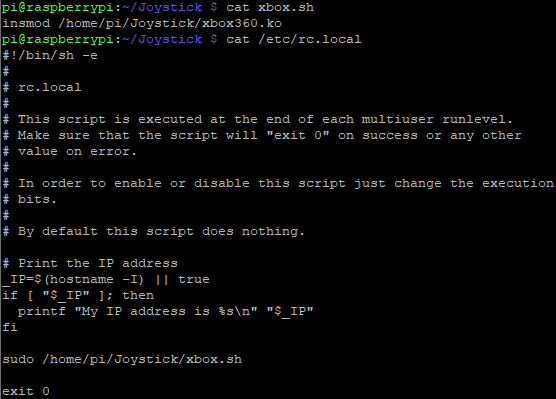 pi@raspberrypi:~/Joystick $ cat xbox.sh
insmod /home/pi/Joystick/xbox360.ko
pi@raspberrypi:~/Joystick $ cat /etc/rc.local
#!/bin/sh -e
#
# rc.local
#
# This script is executed at the end of each multiuser runlevel.
# Make sure that the script will "exit 0" on success or any other
# value on error.
#
# In order to enable or disable this script just change the execution
# bits.
#
# By default this script does nothing.

# Print the IP address
_IP=$(hostname -I) || true
if [ "$_IP" ]; then
  printf "My IP address is %s\n" "$_IP"
fi

sudo /home/pi/Joystick/xbox.sh

exit 0